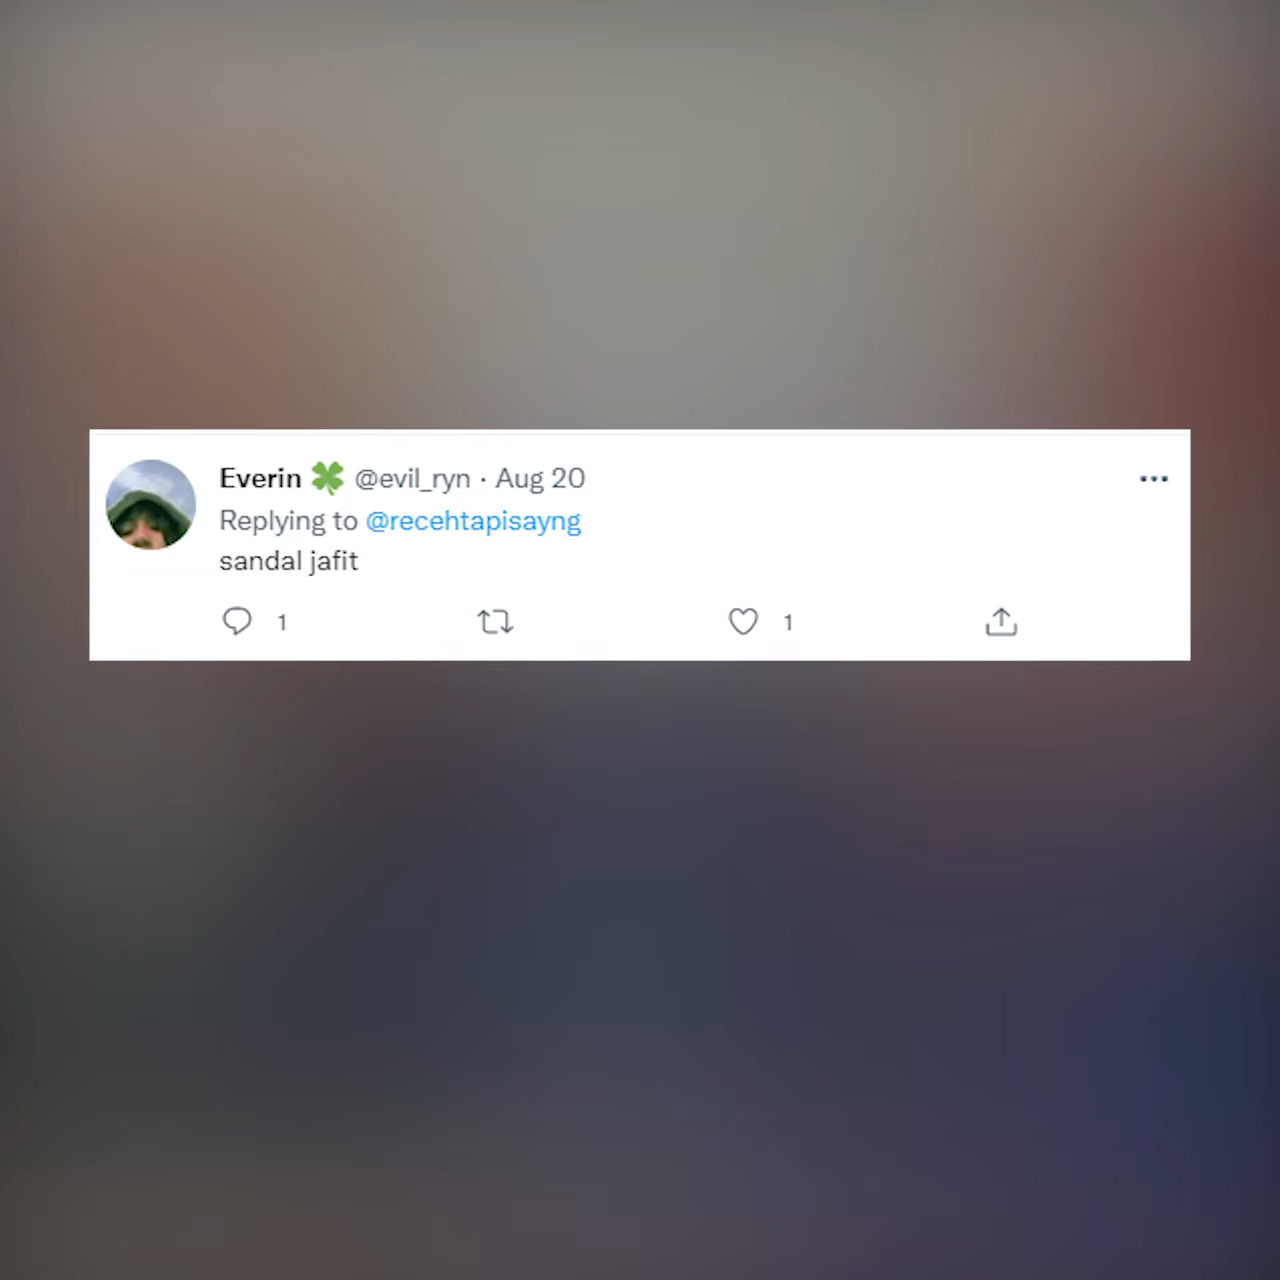 Everin 🍀 @evil_ryn · Aug 20
Replying to @recehtapisayng
sandal jafit
1 1